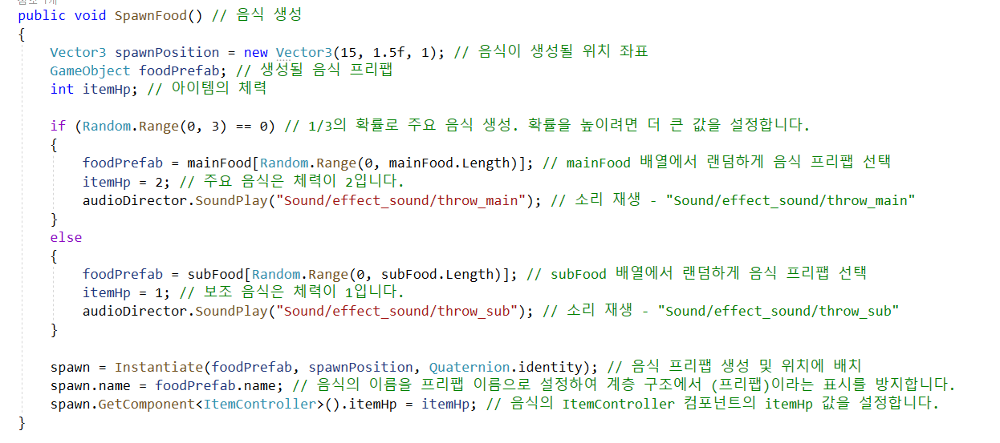 public void SpawnFood() // 음식 생성
{
Vector3 spawnPosition = new Vector3(15, 1.5f, 1); // 음식이 생성될 위치 좌표
GameObject foodPrefab; // 생성될 음식 프리팹
int itemHp; // 아이템의 체력
if (Random.Range(0, 3) == 0) // 1/3의 확률로 주요 음식 생성. 확률을 높이려면 더 큰 값을 설정합니다.
{
foodPrefab = mainFood[Random.Range(0, mainFood.Length)]; // mainFood 배열에서 랜덤하게 음식 프리팹 선택
itemHp = 2; // 주요 음식은 체력이 2입니다.
audioDirector.SoundPlay("Sound/effect_sound/throw_main"); // 소리 재생 - "Sound/effect_sound/throw_main"
}
else
{
foodPrefab = subFood[Random.Range(0, subFood.Length)]; // subFood 배열에서 랜덤하게 음식 프리팹 선택
itemHp = 1; // 보조 음식은 체력이 1입니다.
audioDirector.SoundPlay("Sound/effect_sound/throw_sub"); // 소리 재생 - "Sound/effect_sound/throw_sub"
}
spawn = Instantiate(foodPrefab, spawnPosition, Quaternion.identity); // 음식 프리팹 생성 및 위치에 배치
spawn.name = foodPrefab.name; // 음식의 이름을 프리팹 이름으로 설정하여 계층 구조에서 (프리팹)이라는 표시를 방지합니다.
spawn.GetComponent<ItemController>().itemHp = itemHp; // 음식의 ItemController 컴포넌트의 itemHp 값을 설정합니다.
}